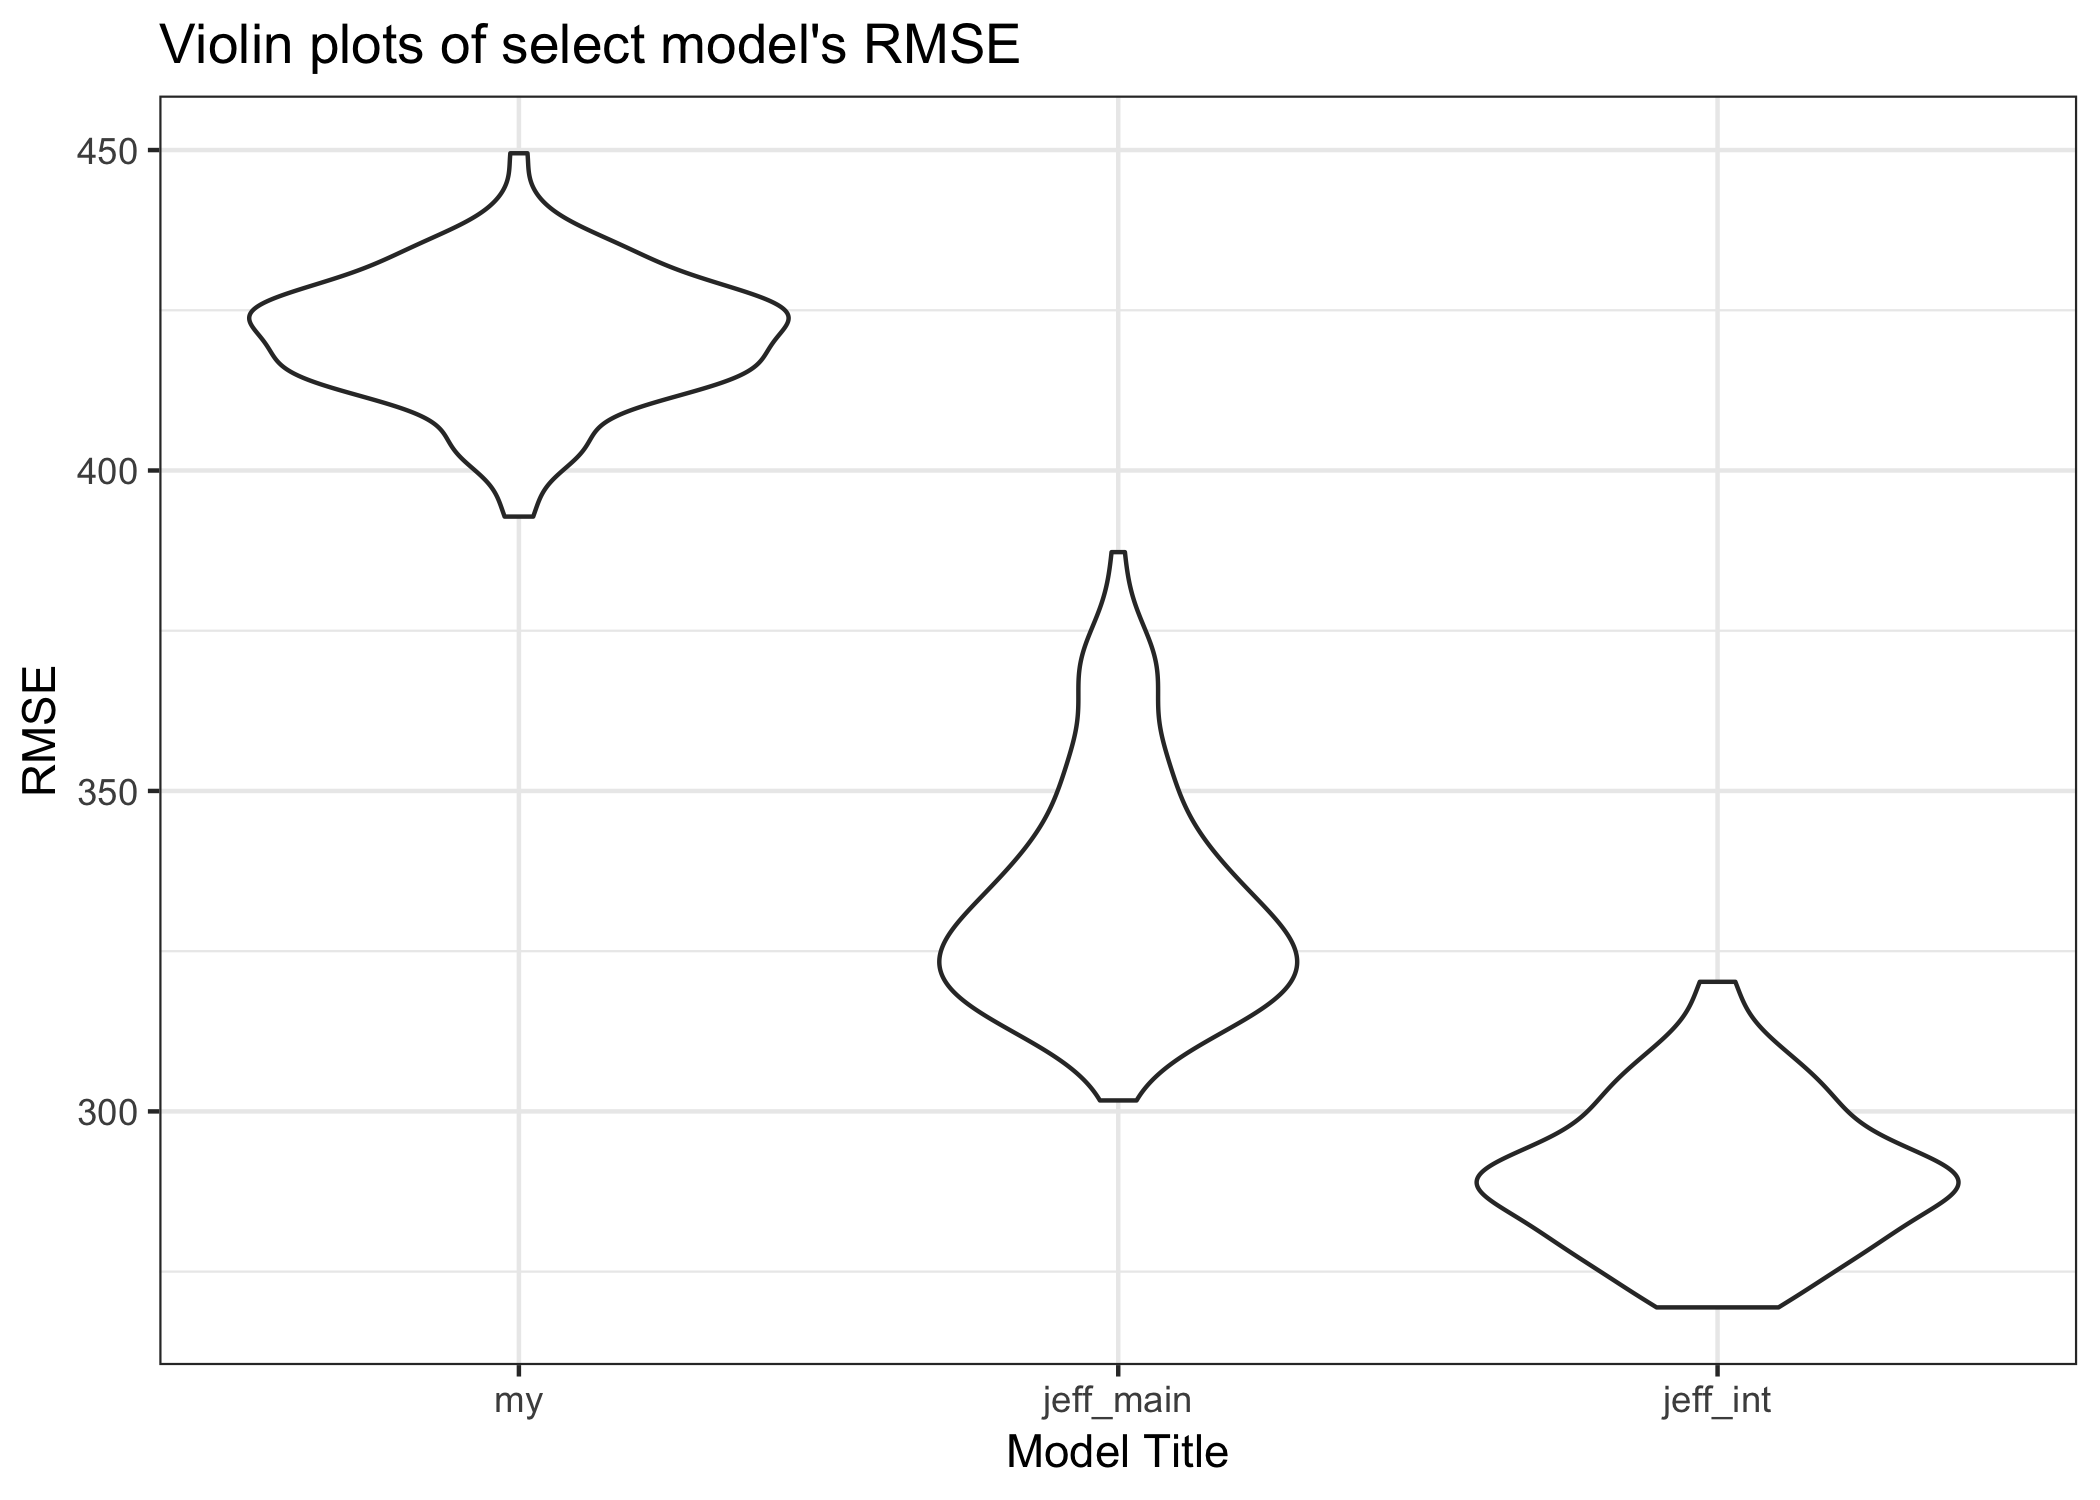 Violin plots of select model's RMSE
450
400
350
300
RMSE
my
jeff_main
jeff_int
Model Title